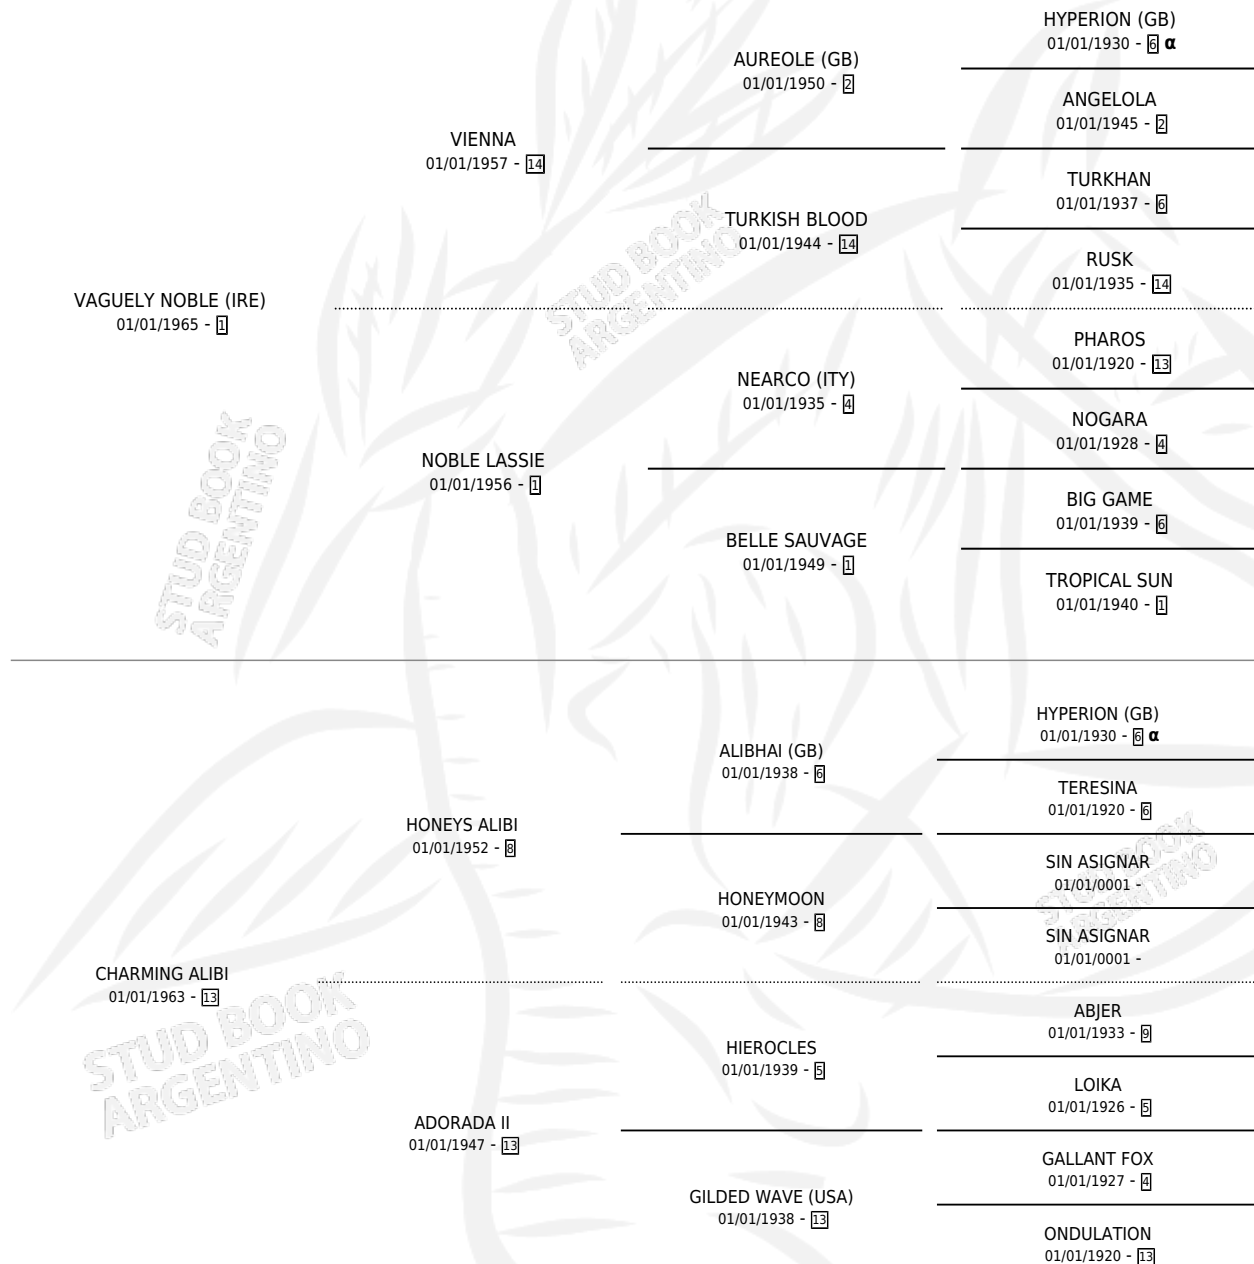 HYPERION (GB)
01/01/1930 - 6 α
AUREOLE (GB)
01/01/1950 - 2
ANGELOLA
01/01/1945 - 2
VIENNA
01/01/1957 - 14
TURKHAN
01/01/1937 - 6
TURKISH BLOOD
01/01/1944 - 14
RUSK
01/01/1935 - 14
VAGUELY NOBLE (IRE)
01/01/1965 - 1
PHAROS
01/01/1920 - 13
NEARCO (ITY)
01/01/1935 - 4
NOGARA
01/01/1928 - 4
NOBLE LASSIE
01/01/1956 - 1
BIG GAME
01/01/1939 - 6
BELLE SAUVAGE
01/01/1949 - 1
TROPICAL SUN
01/01/1940 - 1
HYPERION (GB)
01/01/1930 - 6 α
ALIBHAI (GB)
01/01/1938 - 6
TERESINA
01/01/1920 - 6
HONEYS ALIBI
01/01/1952 - 8
SIN ASIGNAR
01/01/0001 -
HONEYMOON
01/01/1943 - 8
SIN ASIGNAR
01/01/0001 -
CHARMING ALIBI
01/01/1963 - 13
ABJER
01/01/1933 - 9
HIEROCLES
01/01/1939 - 5
LOIKA
01/01/1926 - 5
ADORADA II
01/01/1947 - 13
GALLANT FOX
01/01/1927 - 4
GILDED WAVE (USA)
01/01/1938 - 13
ONDULATION
01/01/1920 - 13
STUD BOOK
ARGENTINO
STUD BOOK
ARGENTINO
STUD BOOK
ARGENTINO
STUD BOOK
ARGENTINO